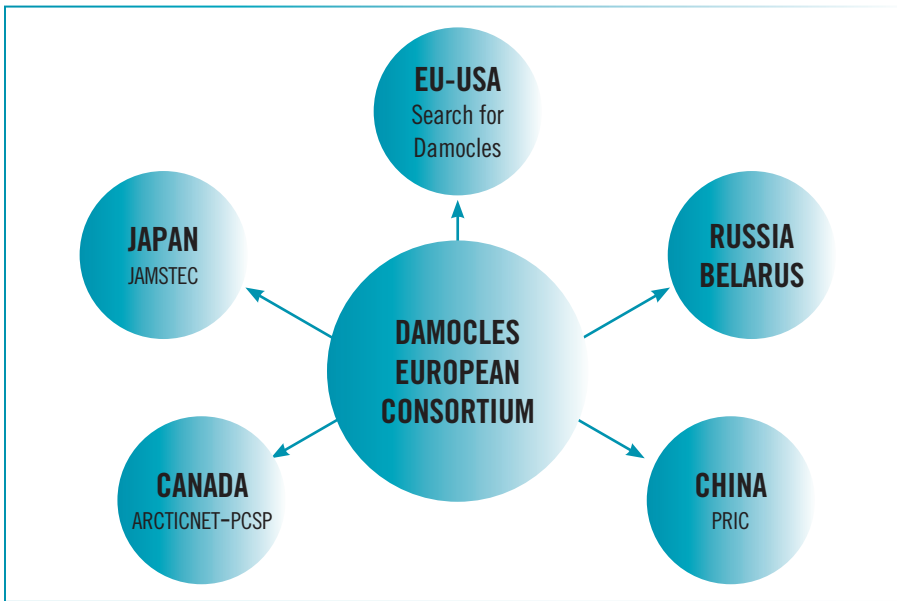 EU-USA
Search for
Damocles
JAPAN
JAMSTEC
RUSSIA
BELARUS
DAMOCLES
EUROPEAN
CONSORTIUM
CANADA
ARCTICNET–PCSP
CHINA
PRIC